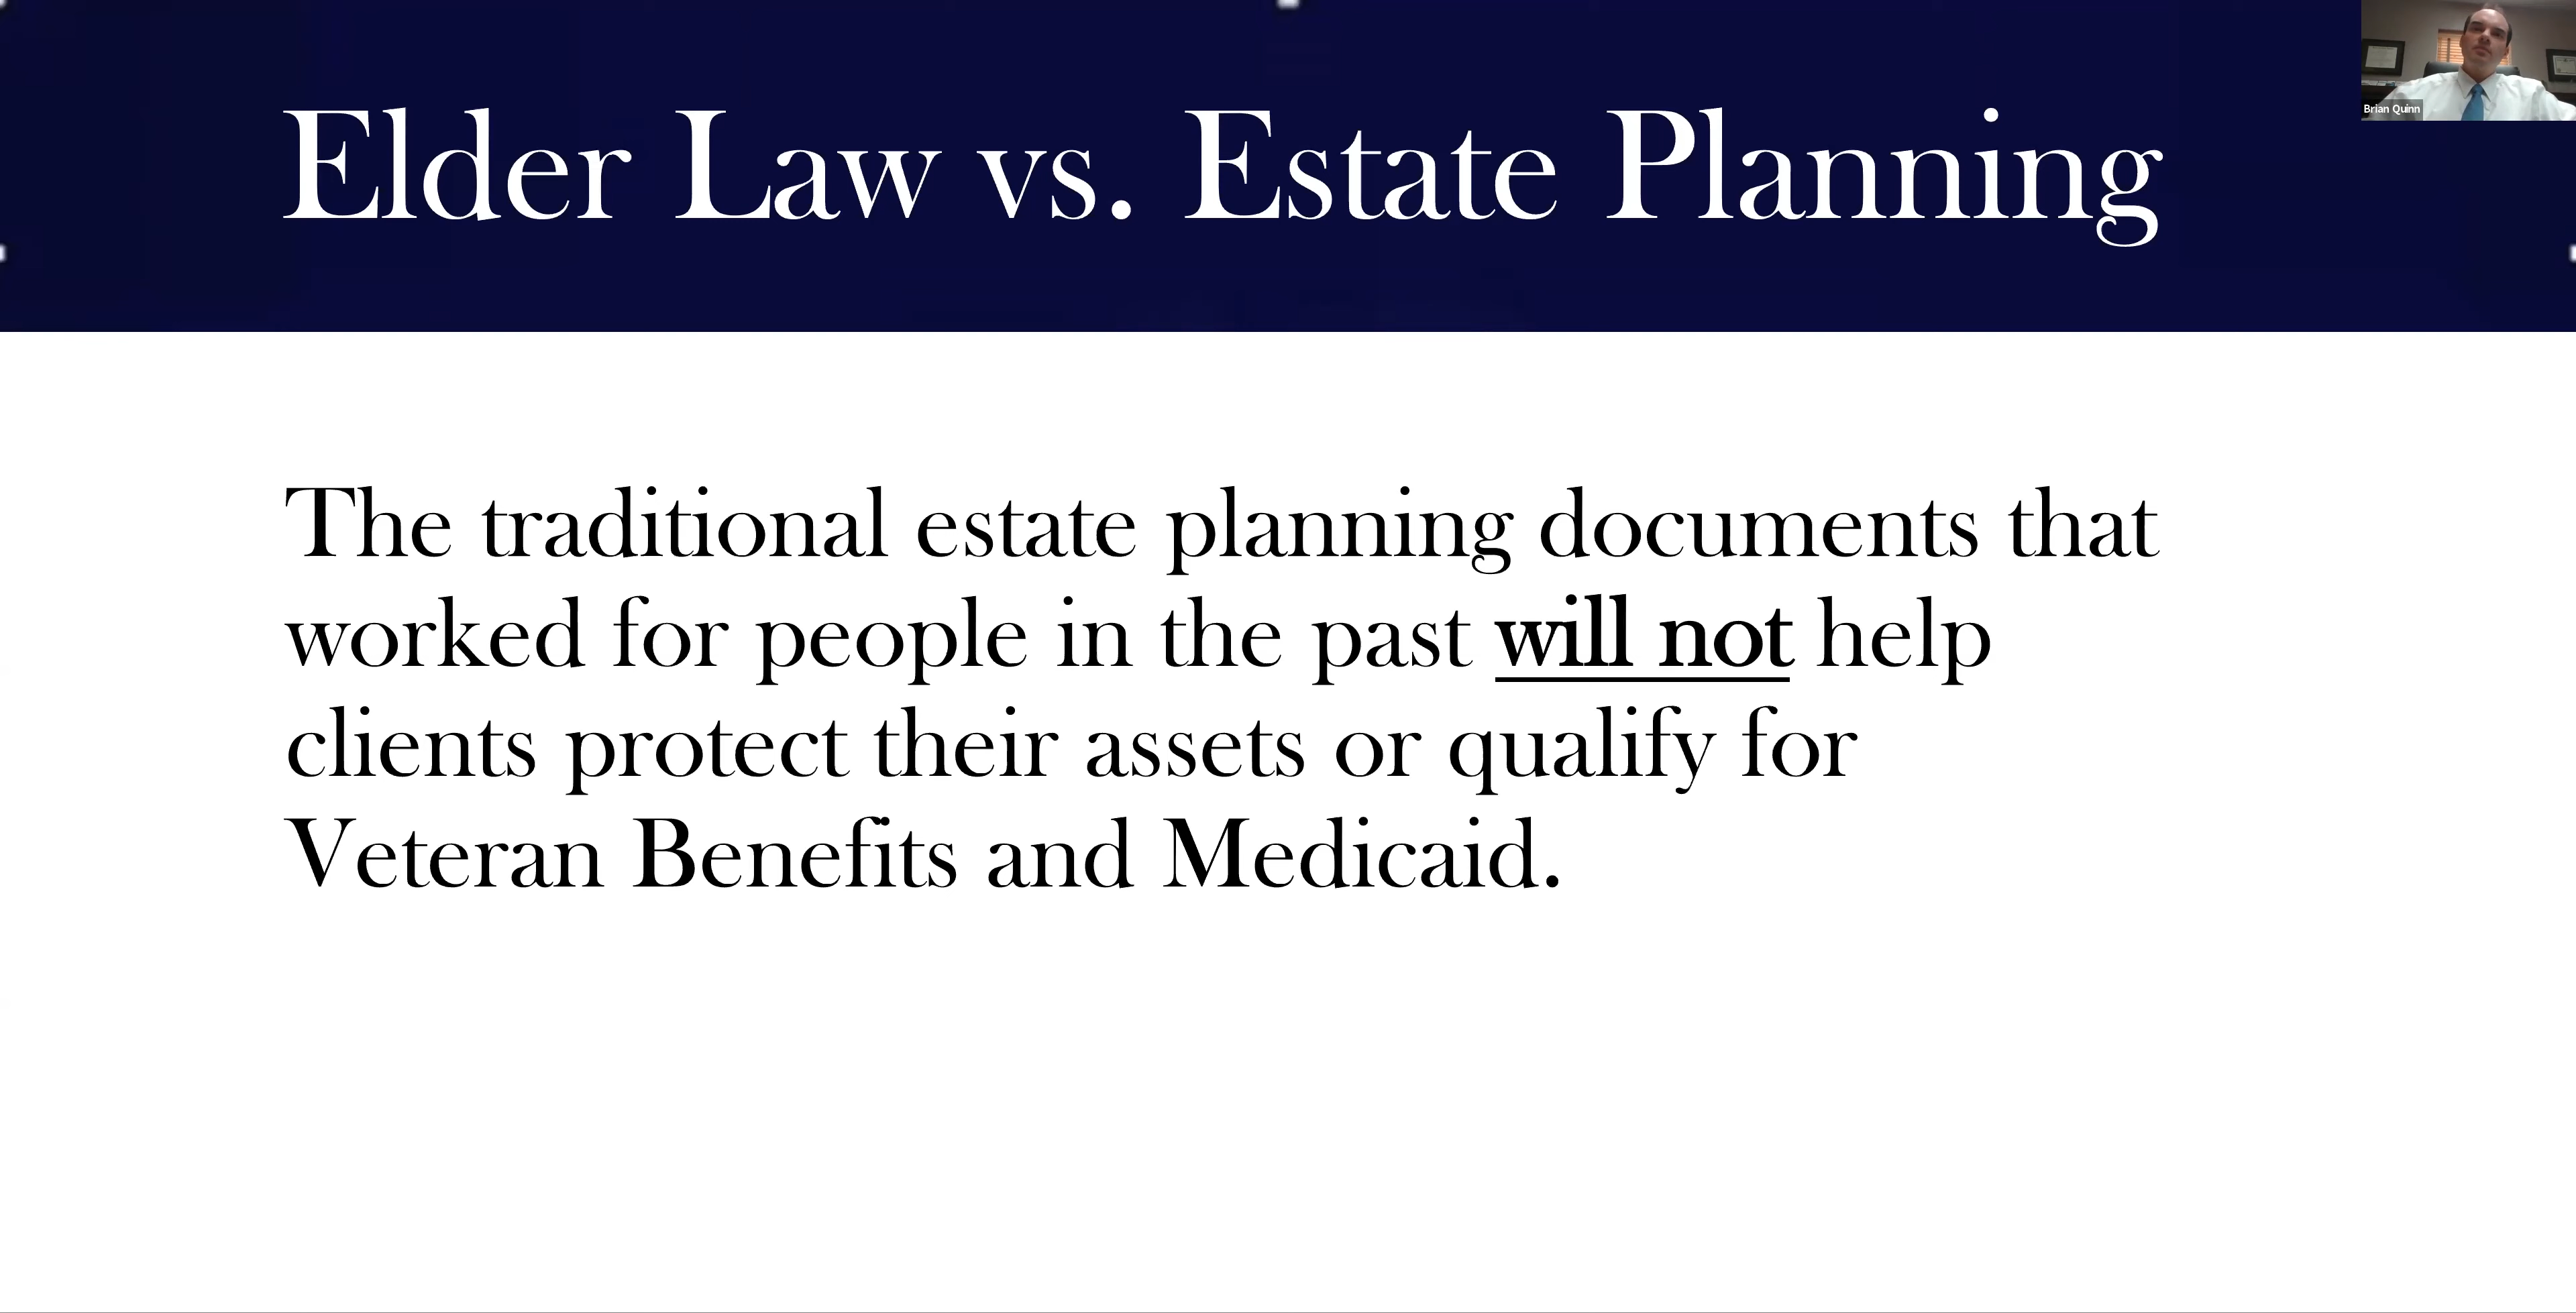 Elder Law vs. Estate Planning
Brian Quinn
The traditional estate planning documents that
worked for people in the past will not help
clients protect their assets or qualify for
Veteran Benefits and Medicaid.